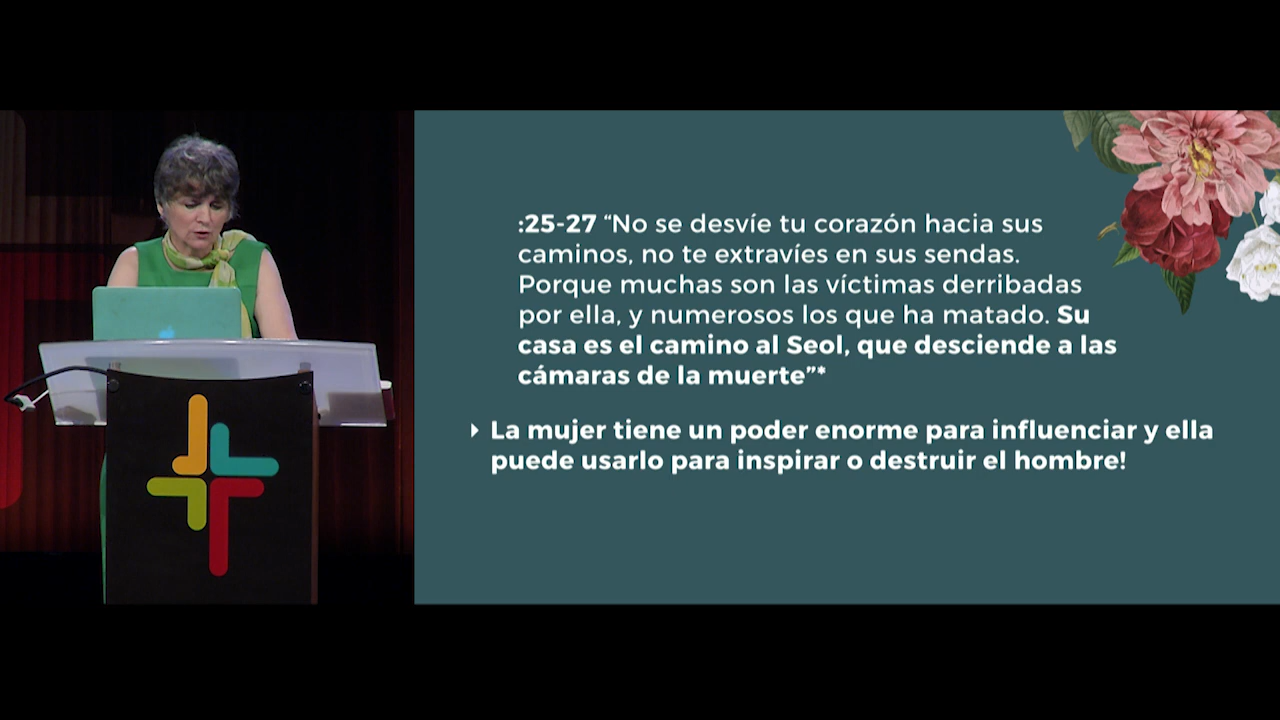 :25-27 “No se desvíe tu corazón hacia sus
caminos, no te extravíes en sus sendas.
Porque muchas son las víctimas derribadas
por ella, y numerosos los que ha matado. Su
casa es el camino al Seol, que desciende a las
cámaras de la muerte”*
La mujer tiene un poder enorme para influenciar y ella
puede usarlo para inspirar o destruir el hombre!